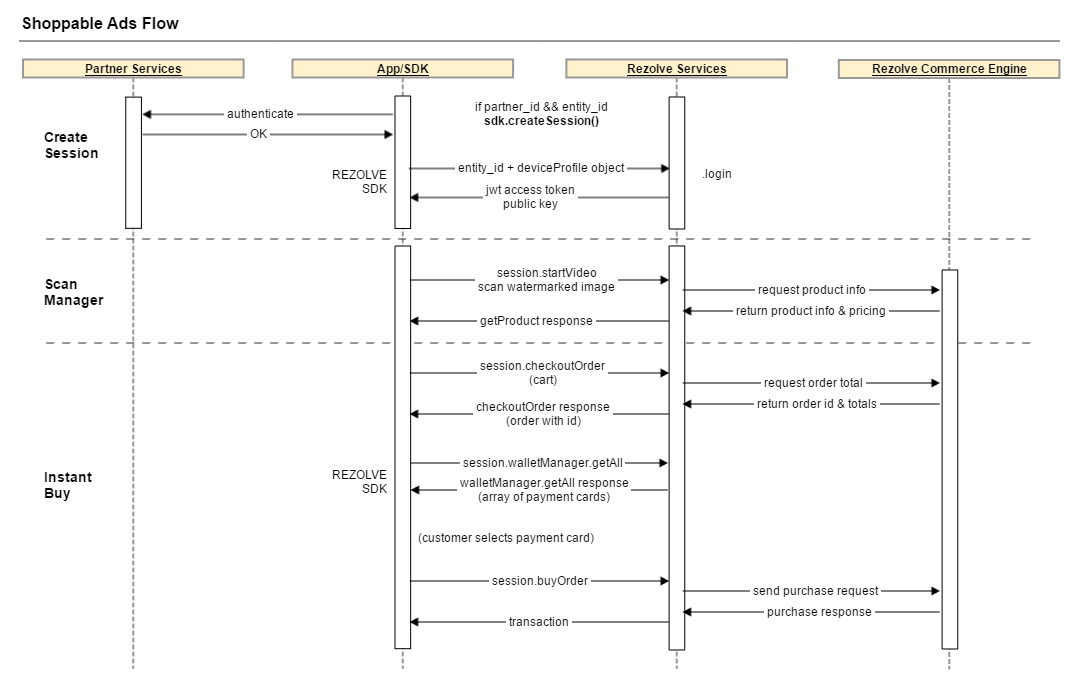 Shoppable Ads Flow
Partner Services
App/SDK
Rezolve Services
Rezolve Commerce Engine
Create
Session
authenticate
OK
if partner_id && entity_id
sdk.createSession()
REZOLVE
SDK
entity_id + deviceProfile object
.login
jwt access token
public key
Scan
Manager
session.startVideo
scan watermarked image
request product info
return product info & pricing
getProduct response
session.checkoutOrder
(cart)
request order total
return order id & totals
checkoutOrder response
(order with id)
Instant
Buy
REZOLVE
SDK
session.walletManager.getAll
walletManager.getAll response
(array of payment cards)
(customer selects payment card)
session.buyOrder
send purchase request
purchase response
transaction